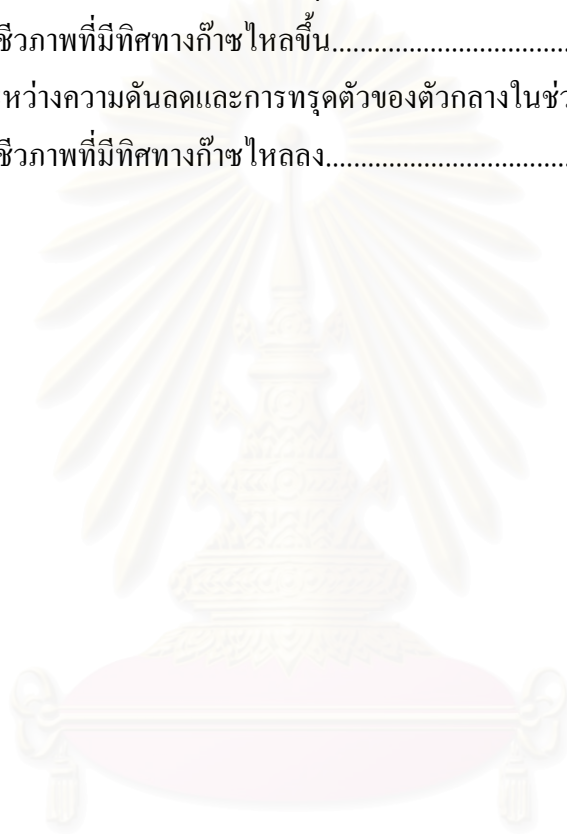 ชีวภาพที่มีทิศทางก๊าซไหลขึ้น.................................
หว่างความดันลดและการทรุดตัวของตัวกลางในช่ว
ชีวภาพที่มีทิศทางก๊าซไหลลง..................................